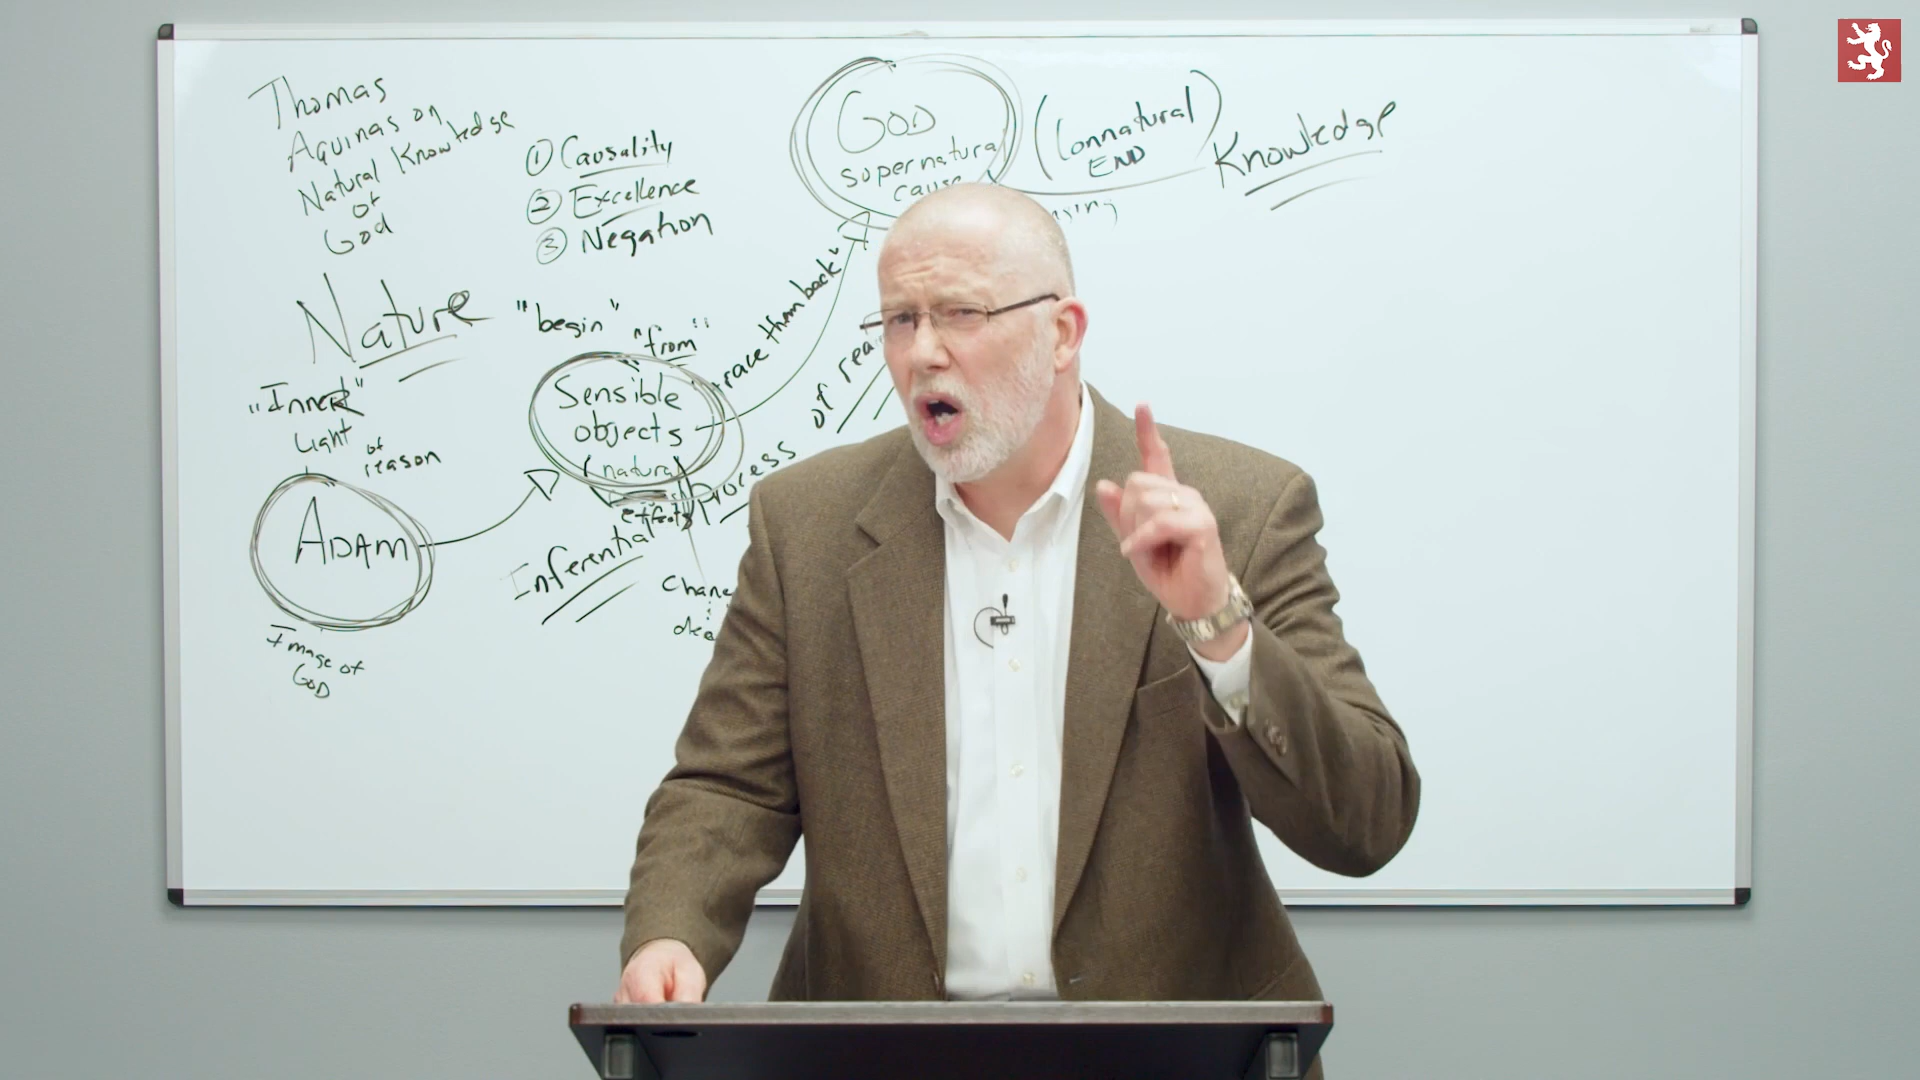 Thomas
Aquinas on
Natural Knowledge
of
God
① Causality
② Excellence
③ Negation
GOD
supernatural
cause
(Connatural)
END
Knowledge
Nature
"begin"
"from"
Sensible
objects
(natural
effects)
trace them back"
"Inner"
Light of
reason
ADAM
Image of
GOD
Inferential Process of